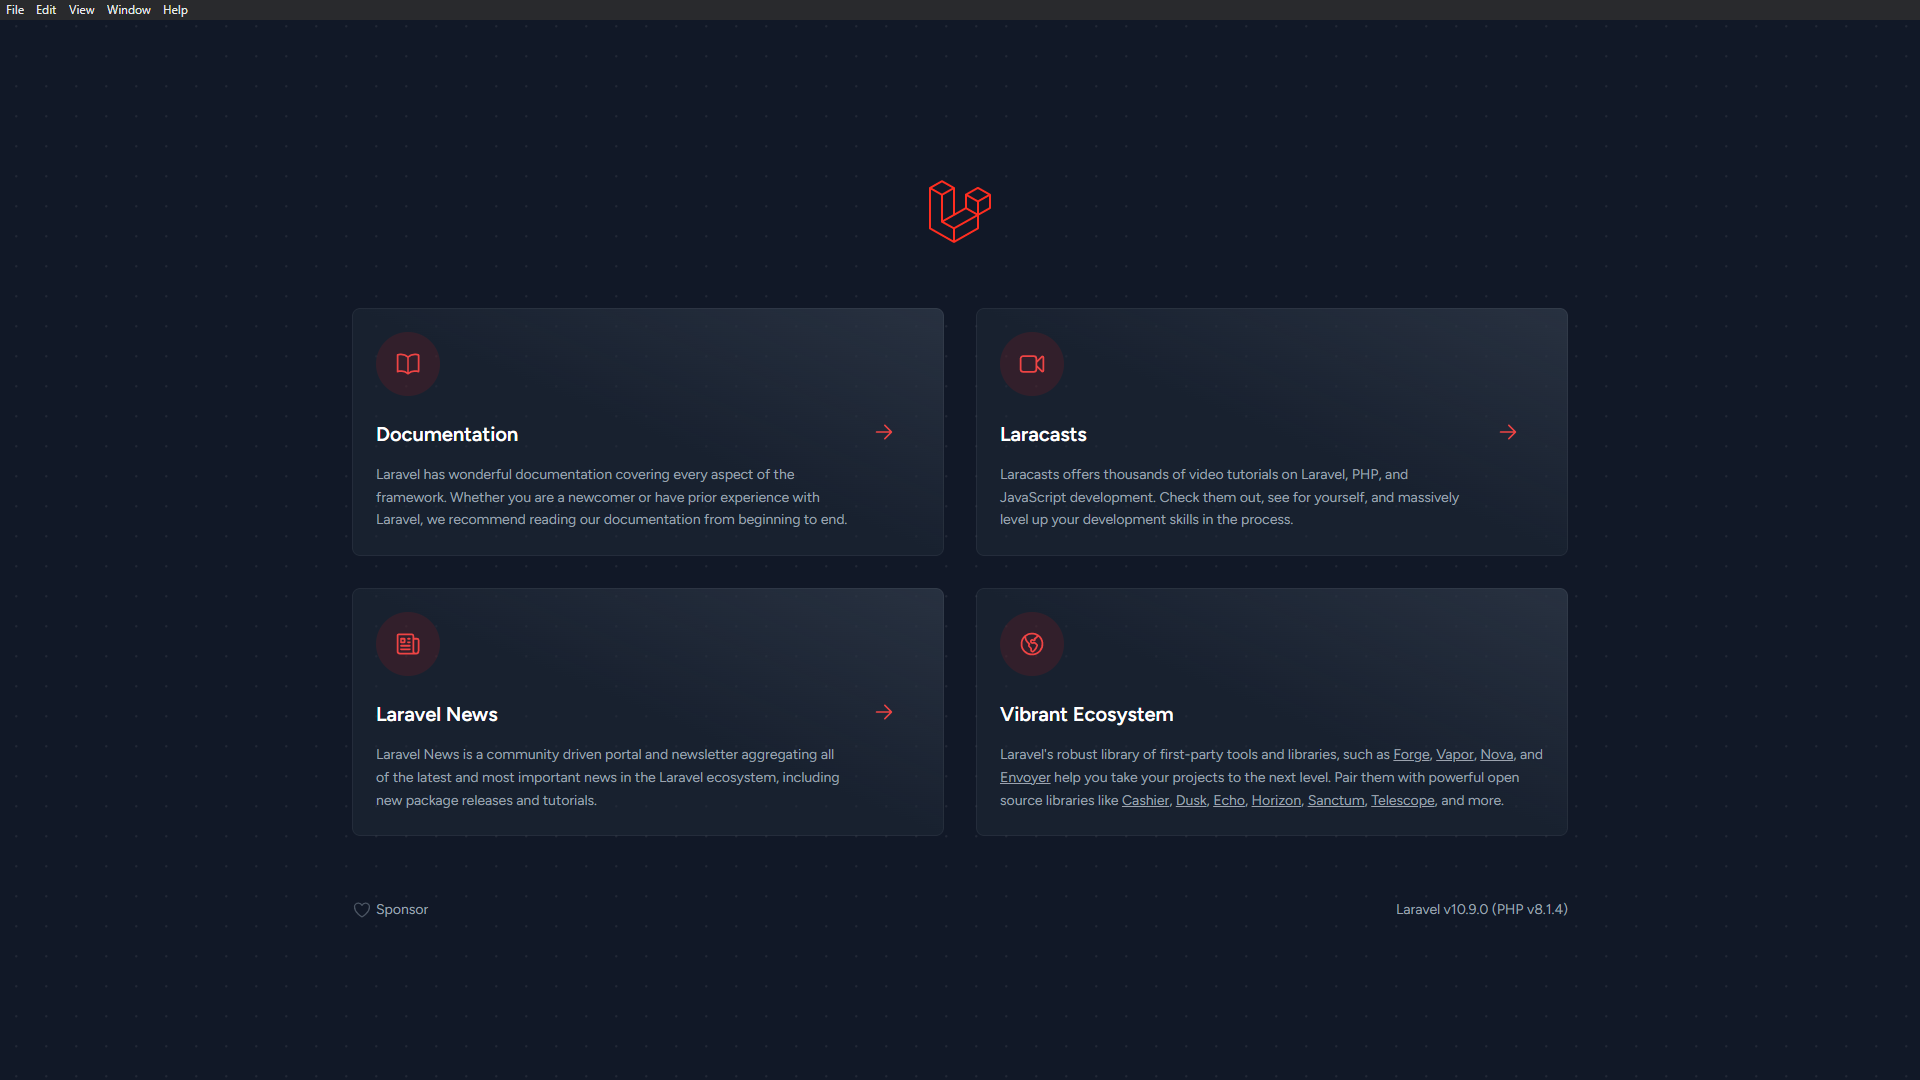 File Edit View Window Help
Documentation
Laravel has wonderful documentation covering every aspect of the
framework. Whether you are a newcomer or have prior experience with
Laravel, we recommend reading our documentation from beginning to end.
Laracasts
Laracasts offers thousands of video tutorials on Laravel, PHP, and
JavaScript development. Check them out, see for yourself, and massively
level up your development skills in the process.
Laravel News
Laravel News is a community driven portal and newsletter aggregating all
of the latest and most important news in the Laravel ecosystem, including
new package releases and tutorials.
Vibrant Ecosystem
Laravel's robust library of first-party tools and libraries, such as Forge, Vapor, Nova, and
Envoyer help you take your projects to the next level. Pair them with powerful open
source libraries like Cashier, Dusk, Echo, Horizon, Sanctum, Telescope, and more.
Sponsor
Laravel v10.9.0 (PHP v8.1.4)